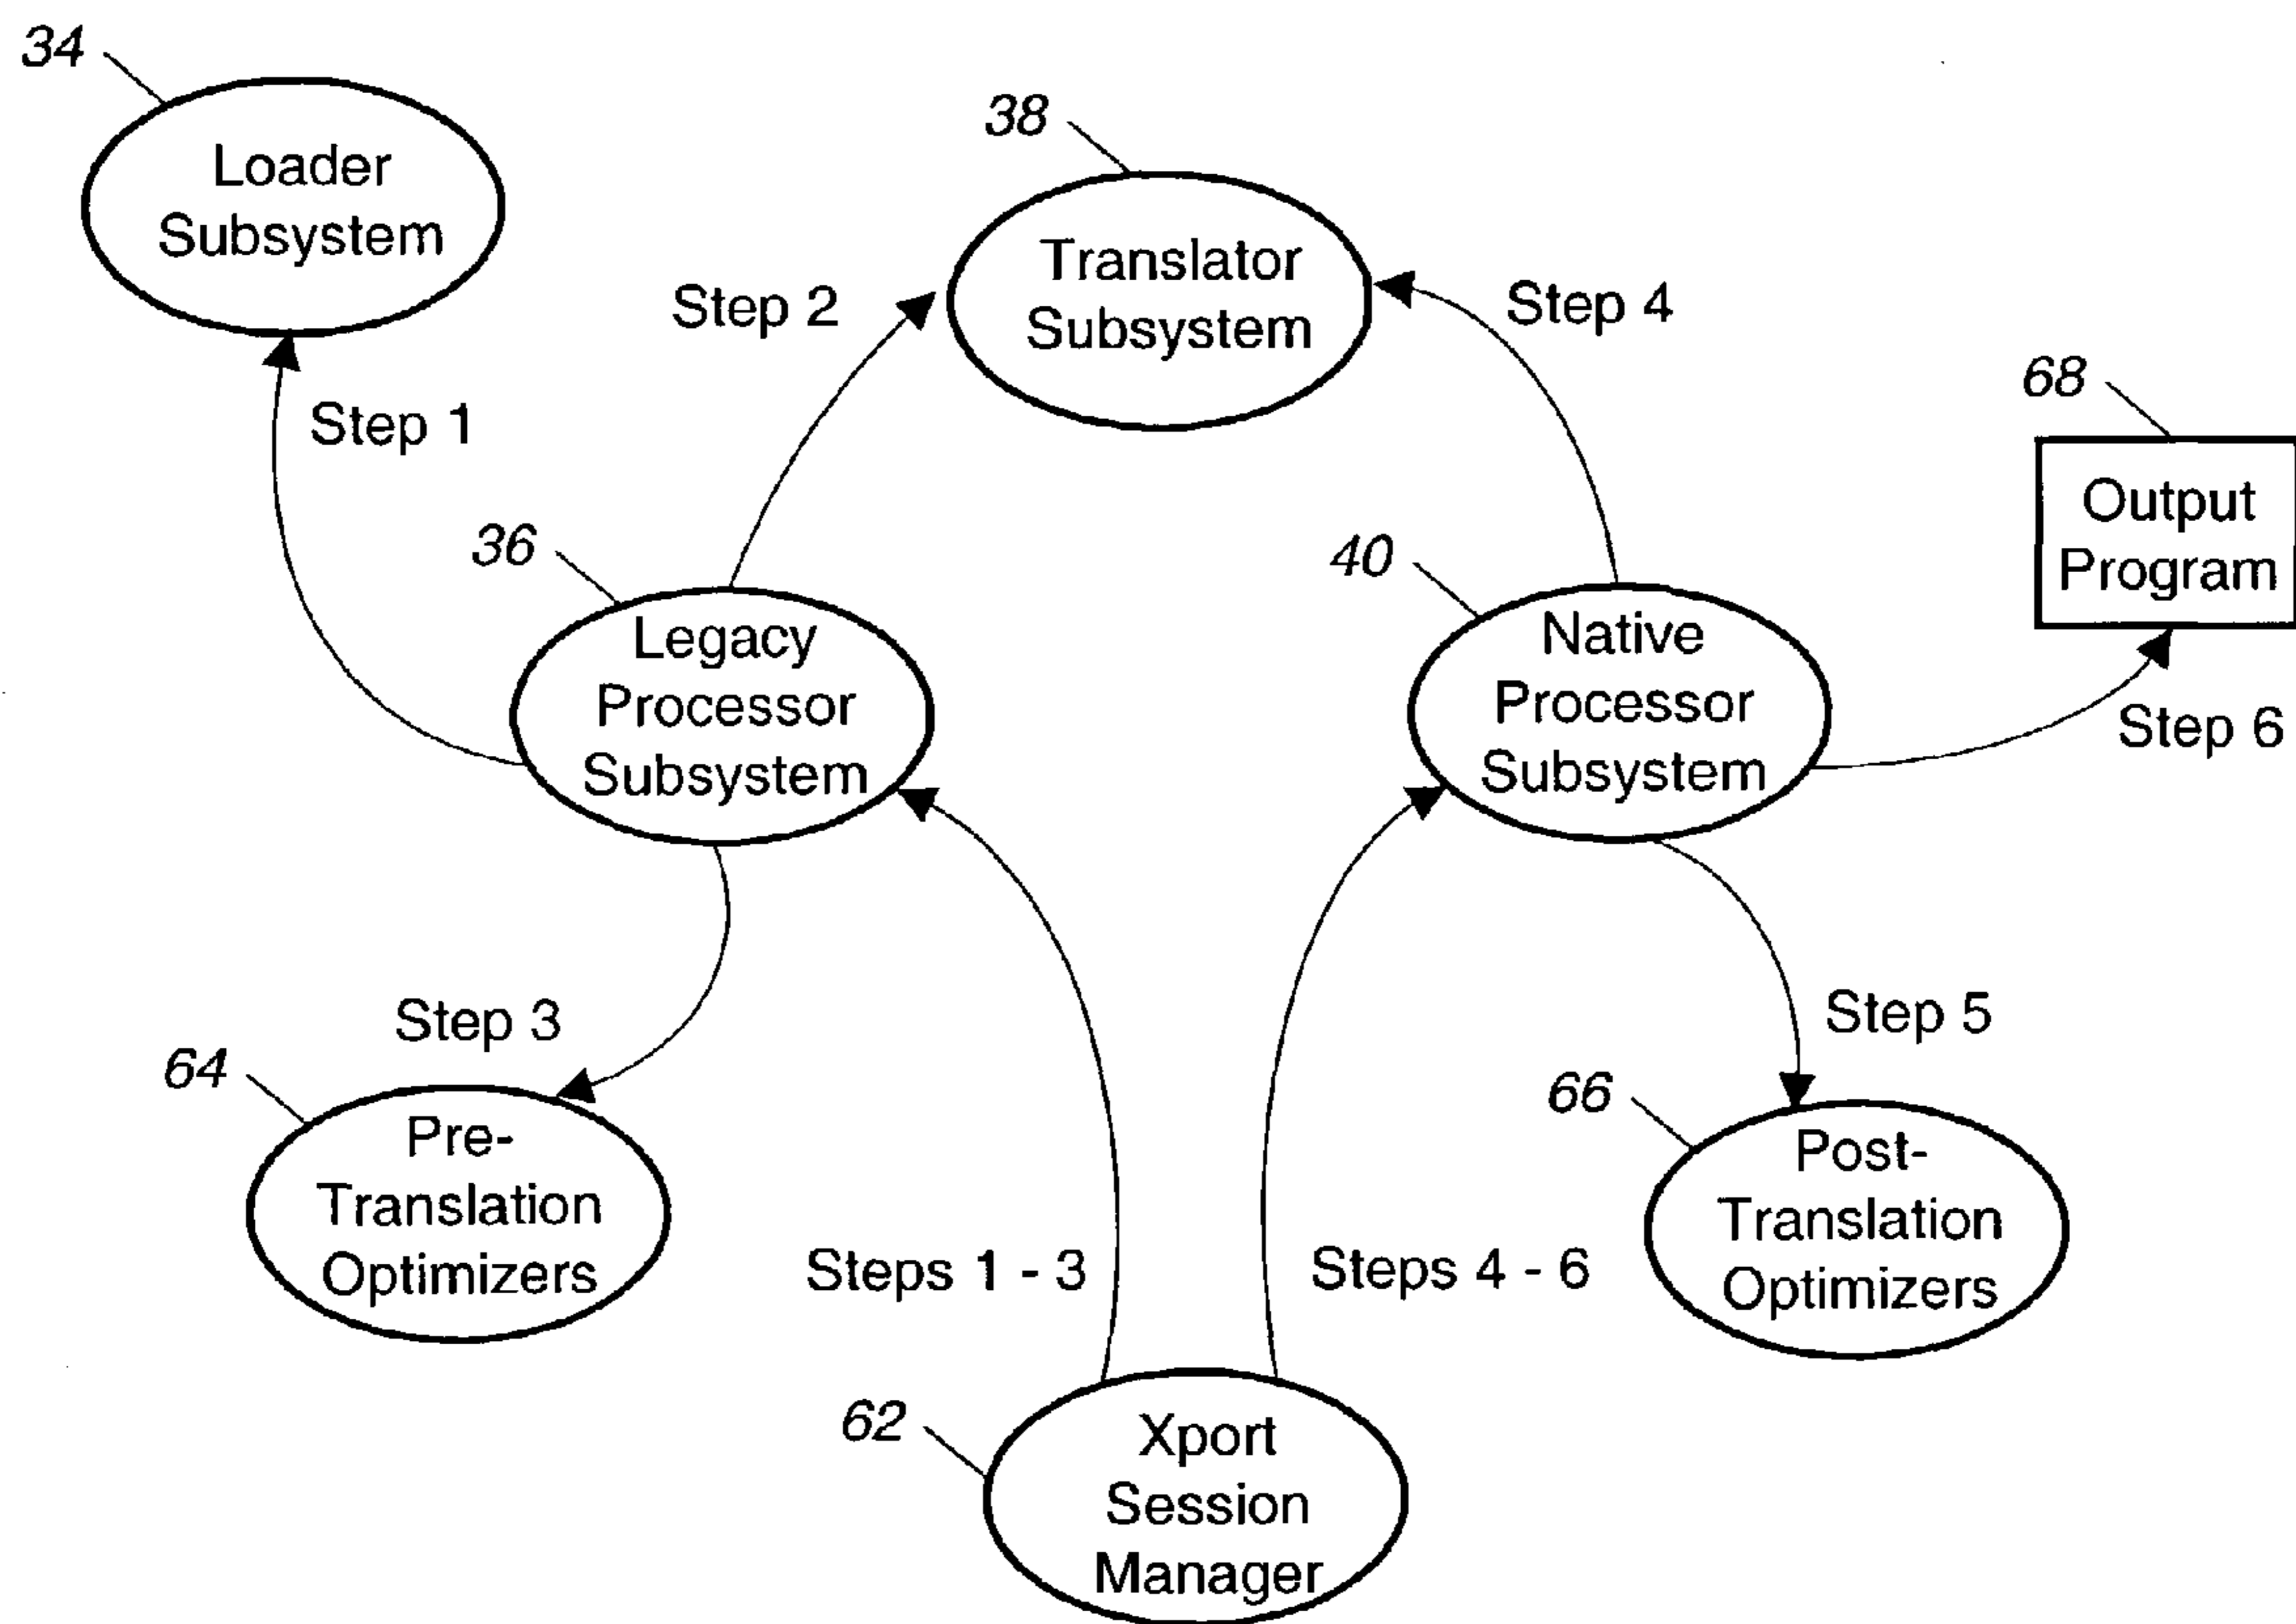 34
Loader
Subsystem
38
Translator
Subsystem
Step 1
Step 2
Step 4
68
Output
Program
36
Legacy
Processor
Subsystem
40
Native
Processor
Subsystem
Step 6
Step 3
64
Pre-
Translation
Optimizers
Step 5
66
Post-
Translation
Optimizers
Steps 1 - 3
Steps 4 - 6
62
Xport
Session
Manager